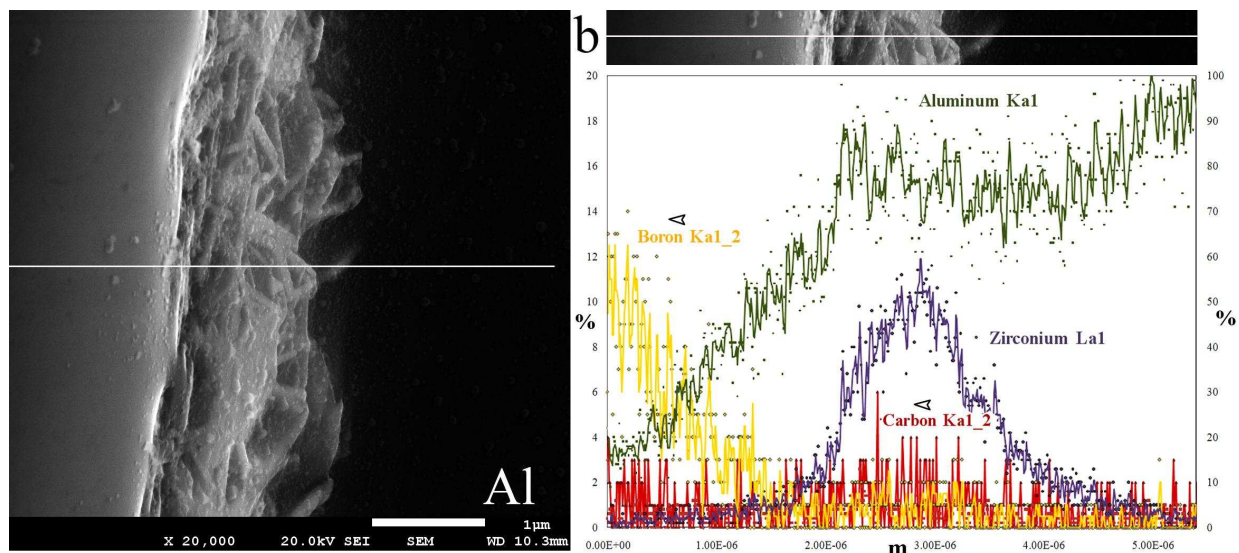 Al
1μm
X 20,000 20.0kV SEI SEM WD 10.3mm
b
20 100
18 90
16 80
14 70
12 60
10 50
8 40
6 30
4 20
2 10
0 0
%
%
Aluminum Ka1
Boron Ka1_2
Zirconium La1
Carbon Ka1_2
0.00E+00 1.00E-06 2.00E-06 3.00E-06 4.00E-06 5.00E-06
m